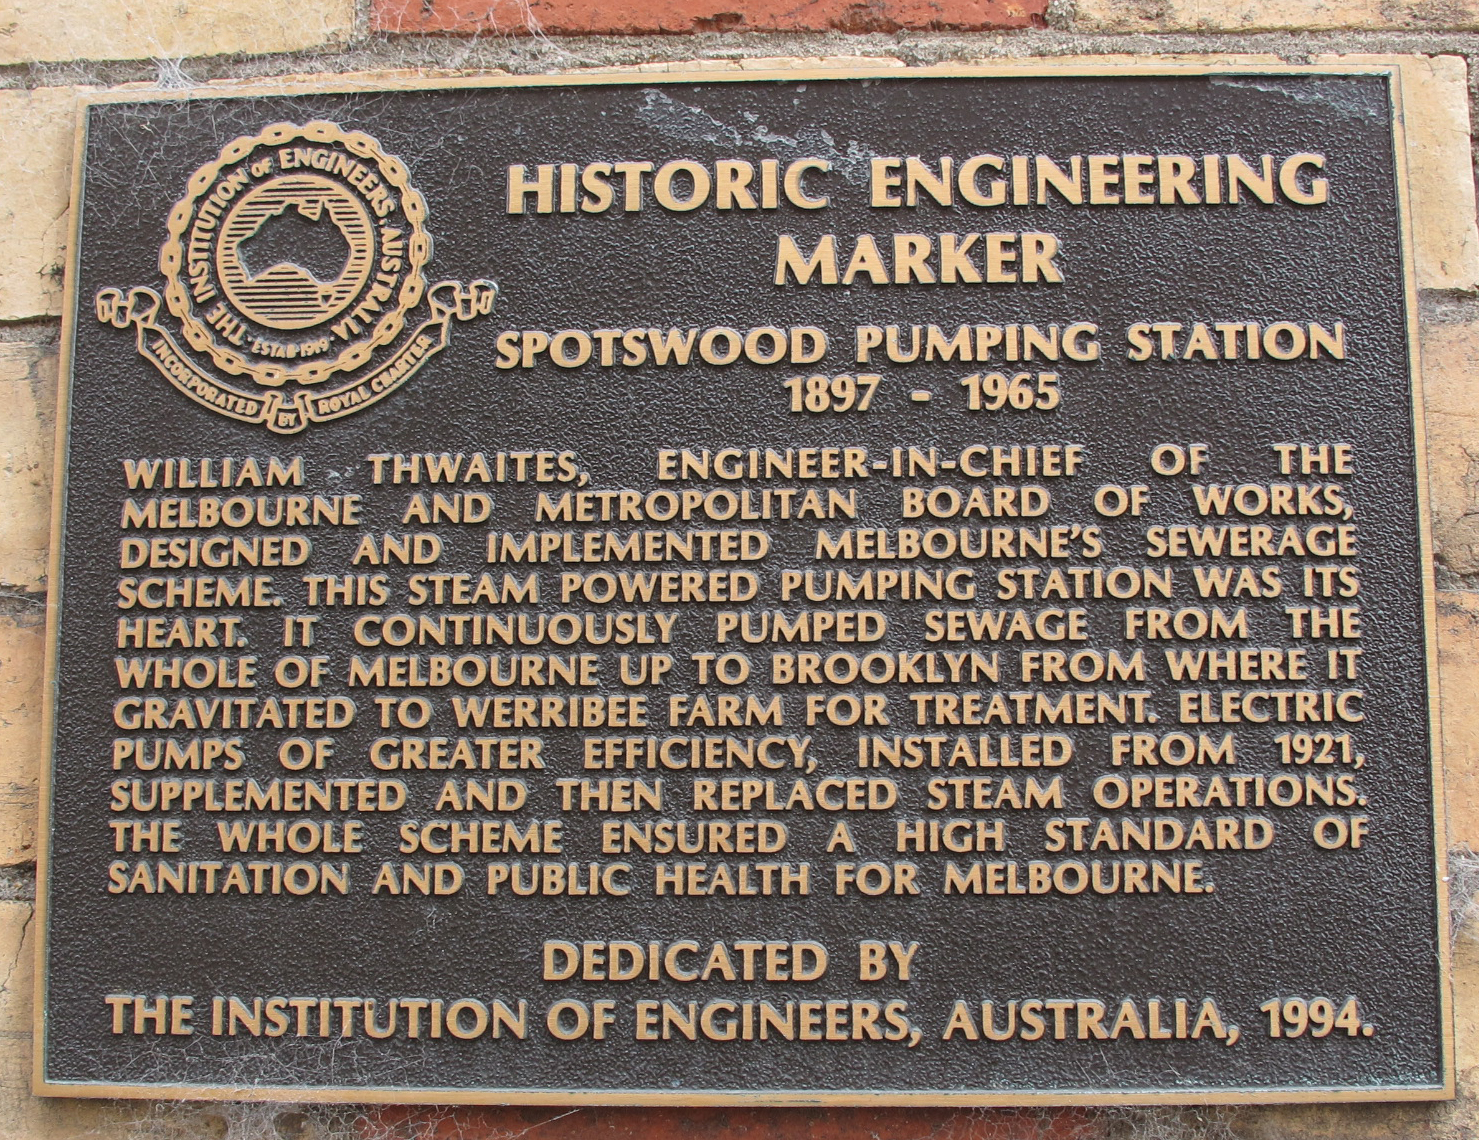 THE INSTITUTION OF ENGINEERS, AUSTRALIA
ESTAB 1919
INCORPORATED BY ROYAL CHARTER
HISTORIC ENGINEERING
MARKER
SPOTSWOOD PUMPING STATION
1897 - 1965
WILLIAM THWAITES, ENGINEER-IN-CHIEF OF THE
MELBOURNE AND METROPOLITAN BOARD OF WORKS,
DESIGNED AND IMPLEMENTED MELBOURNE'S SEWERAGE
SCHEME. THIS STEAM POWERED PUMPING STATION WAS ITS
HEART. IT CONTINUOUSLY PUMPED SEWAGE FROM THE
WHOLE OF MELBOURNE UP TO BROOKLYN FROM WHERE IT
GRAVITATED TO WERRIBEE FARM FOR TREATMENT. ELECTRIC
PUMPS OF GREATER EFFICIENCY, INSTALLED FROM 1921,
SUPPLEMENTED AND THEN REPLACED STEAM OPERATIONS.
THE WHOLE SCHEME ENSURED A HIGH STANDARD OF
SANITATION AND PUBLIC HEALTH FOR MELBOURNE.
DEDICATED BY
THE INSTITUTION OF ENGINEERS, AUSTRALIA, 1994.